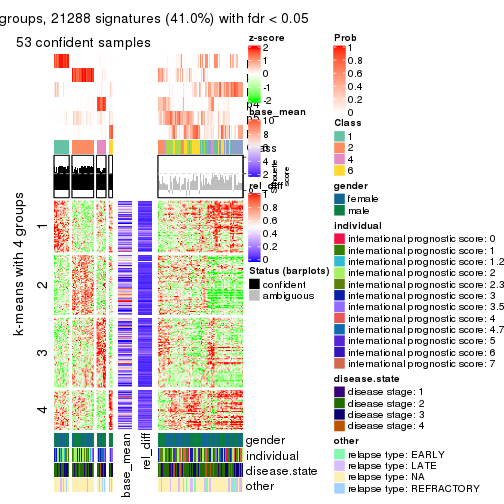 groups, 21288 signatures (41.0%) with fdr < 0.05
53 confident samples
k-means with 4 groups
1
2
3
4
base_mean
rel_diff
gender
individual
disease.state
other
z-score
2
1
0
-1
-2
base_mean
10
8
6
4
2
rel_diff
1
0.8
0.6
0.4
0.2
0
Silhouette
score
Status (barplots)
confident
ambiguous
Prob
1
0.8
0.6
0.4
0.2
0
Class
1
2
4
6
gender
female
male
individual
international prognostic score: 0
international prognostic score: 1
international prognostic score: 1.2
international prognostic score: 2
international prognostic score: 2.3
international prognostic score: 3
international prognostic score: 3.5
international prognostic score: 4
international prognostic score: 4.7
international prognostic score: 5
international prognostic score: 6
international prognostic score: 7
disease.state
disease stage: 1
disease stage: 2
disease stage: 3
disease stage: 4
other
relapse type: EARLY
relapse type: LATE
relapse type: NA
relapse type: REFRACTORY